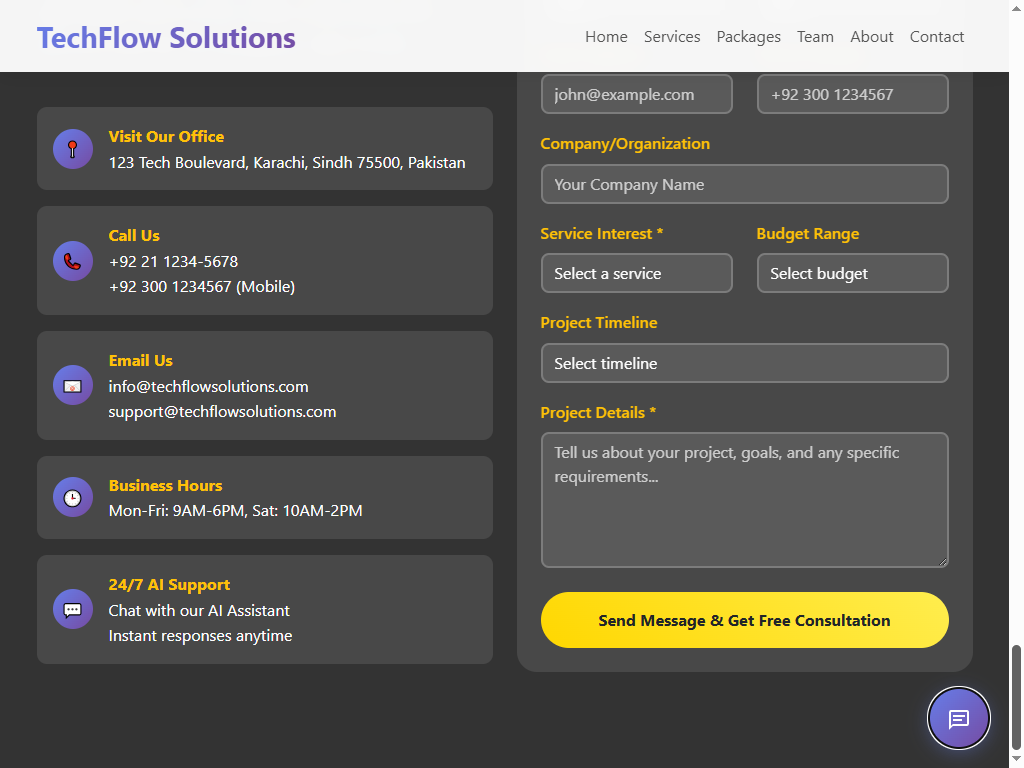 TechFlow Solutions
Home
Services
Packages
Team
About
Contact
Visit Our Office
123 Tech Boulevard, Karachi, Sindh 75500, Pakistan
Call Us
+92 21 1234-5678
+92 300 1234567 (Mobile)
Email Us
info@techflowsolutions.com
support@techflowsolutions.com
Business Hours
Mon-Fri: 9AM-6PM, Sat: 10AM-2PM
24/7 AI Support
Chat with our AI Assistant
Instant responses anytime
john@example.com
+92 300 1234567
Company/Organization
Your Company Name
Service Interest *
Budget Range
Select a service
Select budget
Project Timeline
Select timeline
Project Details *
Tell us about your project, goals, and any specific
requirements...
Send Message & Get Free Consultation